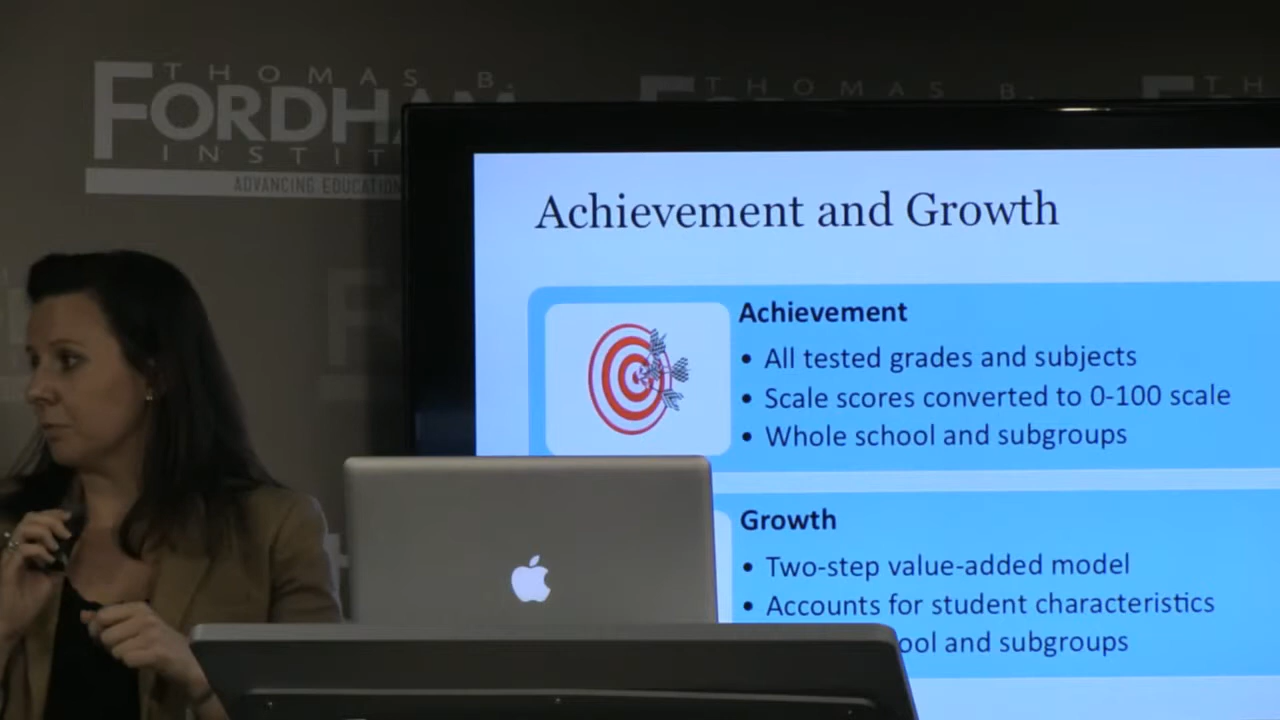 THOMAS B.
FORDHAM
INSTIT
ADVANCING EDUCATION
THOMAS B.
TH
Achievement and Growth
Achievement
• All tested grades and subjects
• Scale scores converted to 0-100 scale
• Whole school and subgroups
Growth
• Two-step value-added model
• Accounts for student characteristics
ool and subgroups